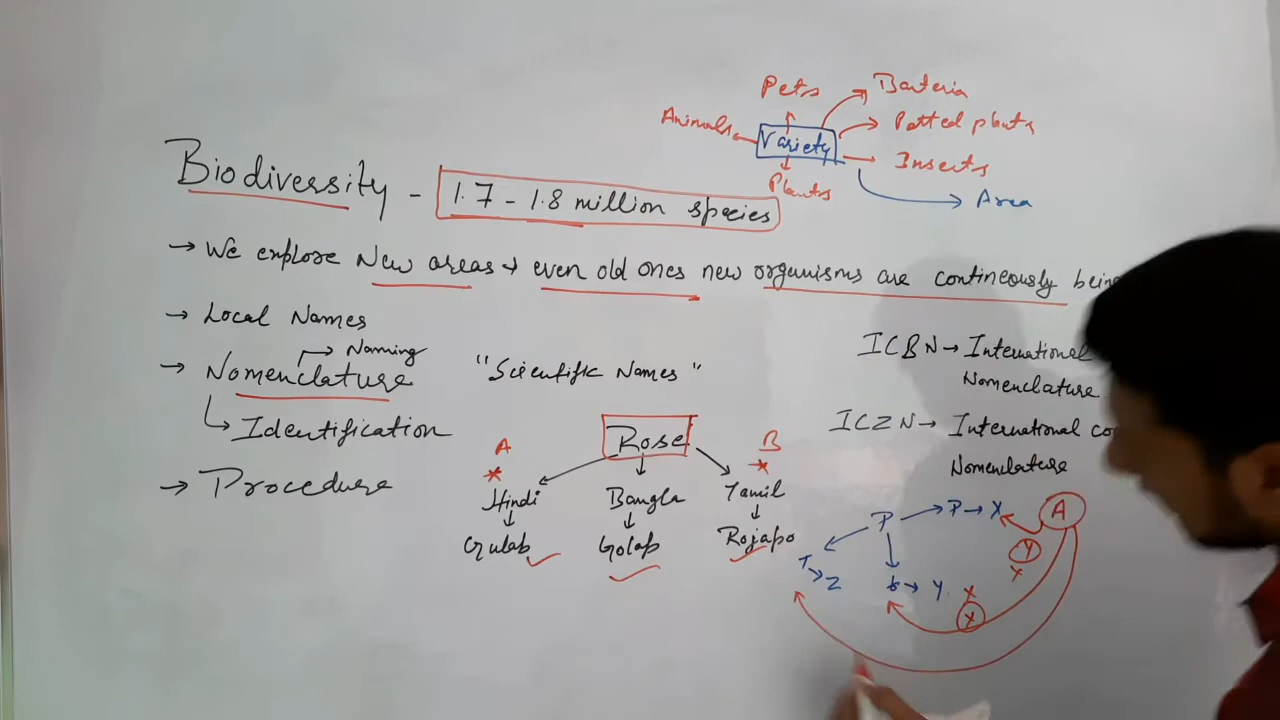 Pets
Bacteria
Animals
Variety
Potted plants
Insects
Plants
Area
Biodiversity - 1.7 - 1.8 million species
→ We explore New areas + even old ones new organisms are contineously being
→ Local Names
→ Naming
→ Nomenclature
"Scientific Names"
ICBN → International
Nomenclature
Identification
ICZN → International co
Nomenclature
A
Rose
B
→ Procedure
Hindi
Bangla
Tamil
P
P → X
A
Gulab
Golap
Rojapo
Y
X
T → Z
b → Y
X
X